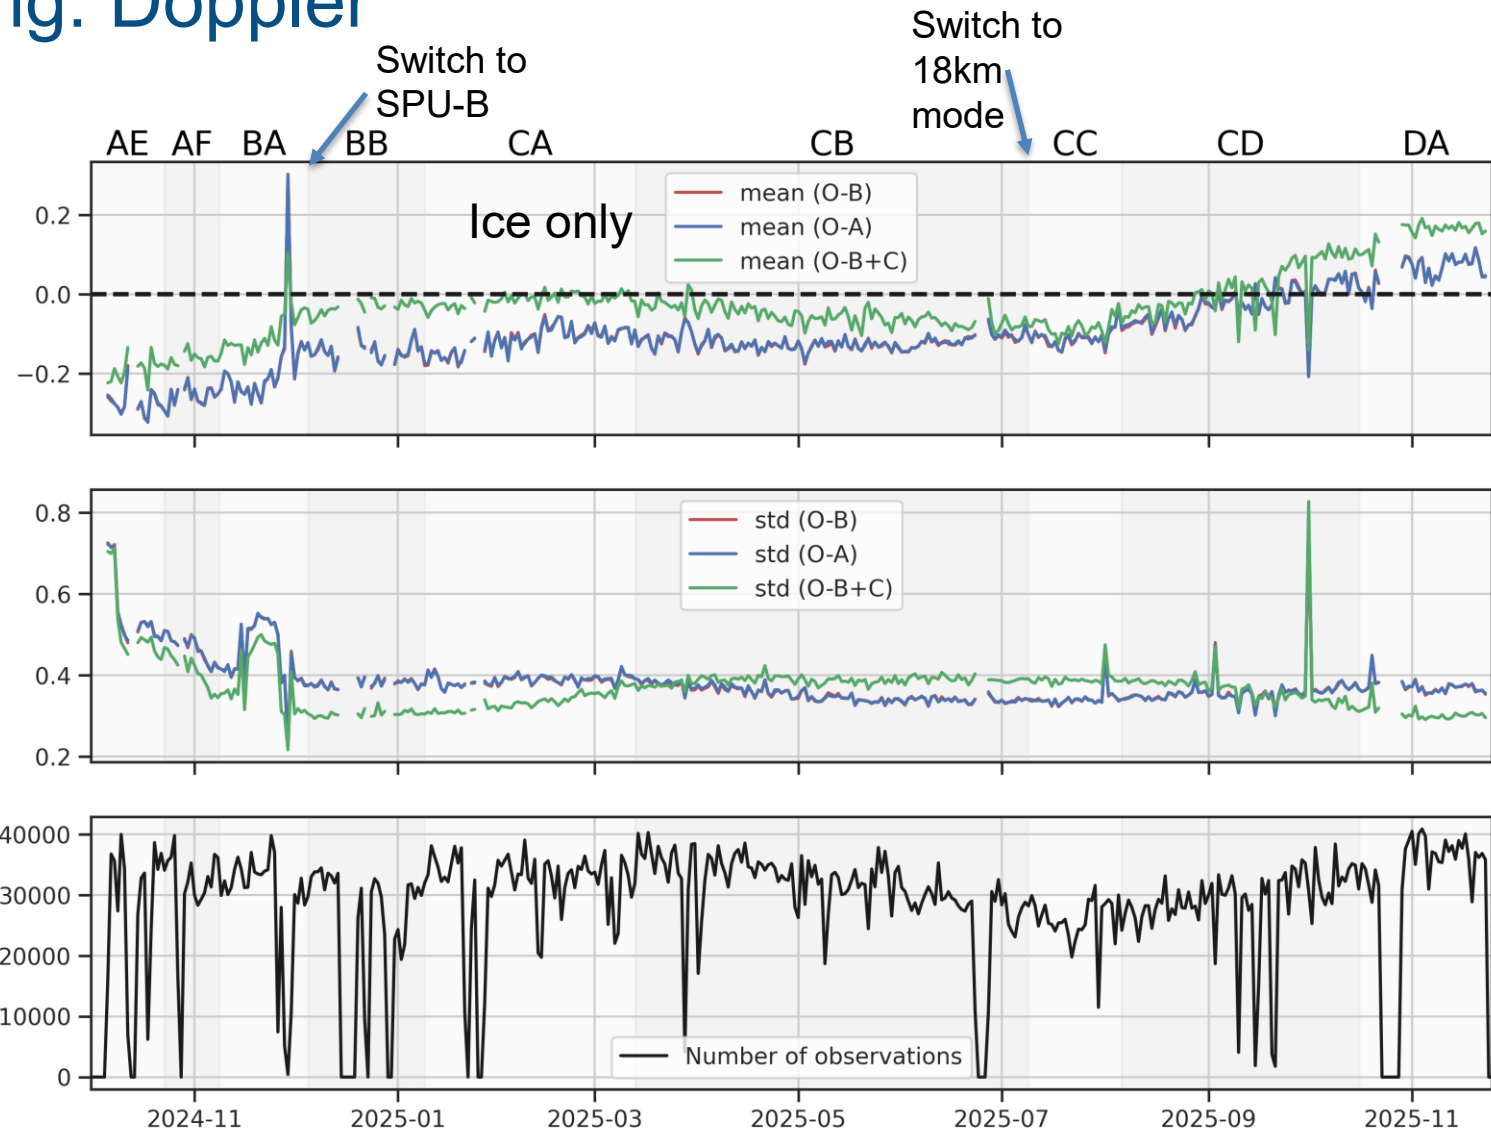 ng: Doppler
Switch to
SPU-B
Switch to
18km
mode
AE AF BA BB CA CB CC CD DA
Ice only
mean (O-B)
mean (O-A)
mean (O-B+C)
0.2
0.0
−0.2
std (O-B)
std (O-A)
std (O-B+C)
0.8
0.6
0.4
0.2
40000
30000
20000
10000
0
Number of observations
2024-11 2025-01 2025-03 2025-05 2025-07 2025-09 2025-11